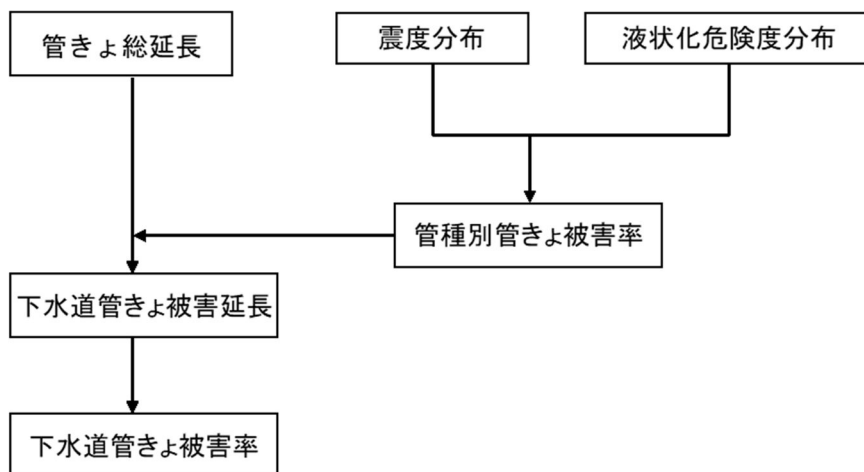 管きょ総延長
震度分布
液状化危険度分布
管種別管きょ被害率
下水道管きょ被害延長
下水道管きょ被害率